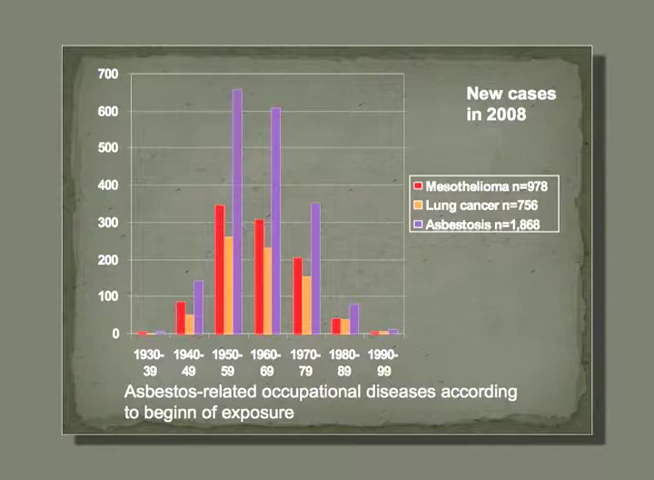 700
600
500
400
300
200
100
0
1930-39
1940-49
1950-59
1960-69
1970-79
1980-89
1990-99
New cases
in 2008
Mesothelioma n=978
Lung cancer n=756
Asbestosis n=1,868
Asbestos-related occupational diseases according
to beginn of exposure